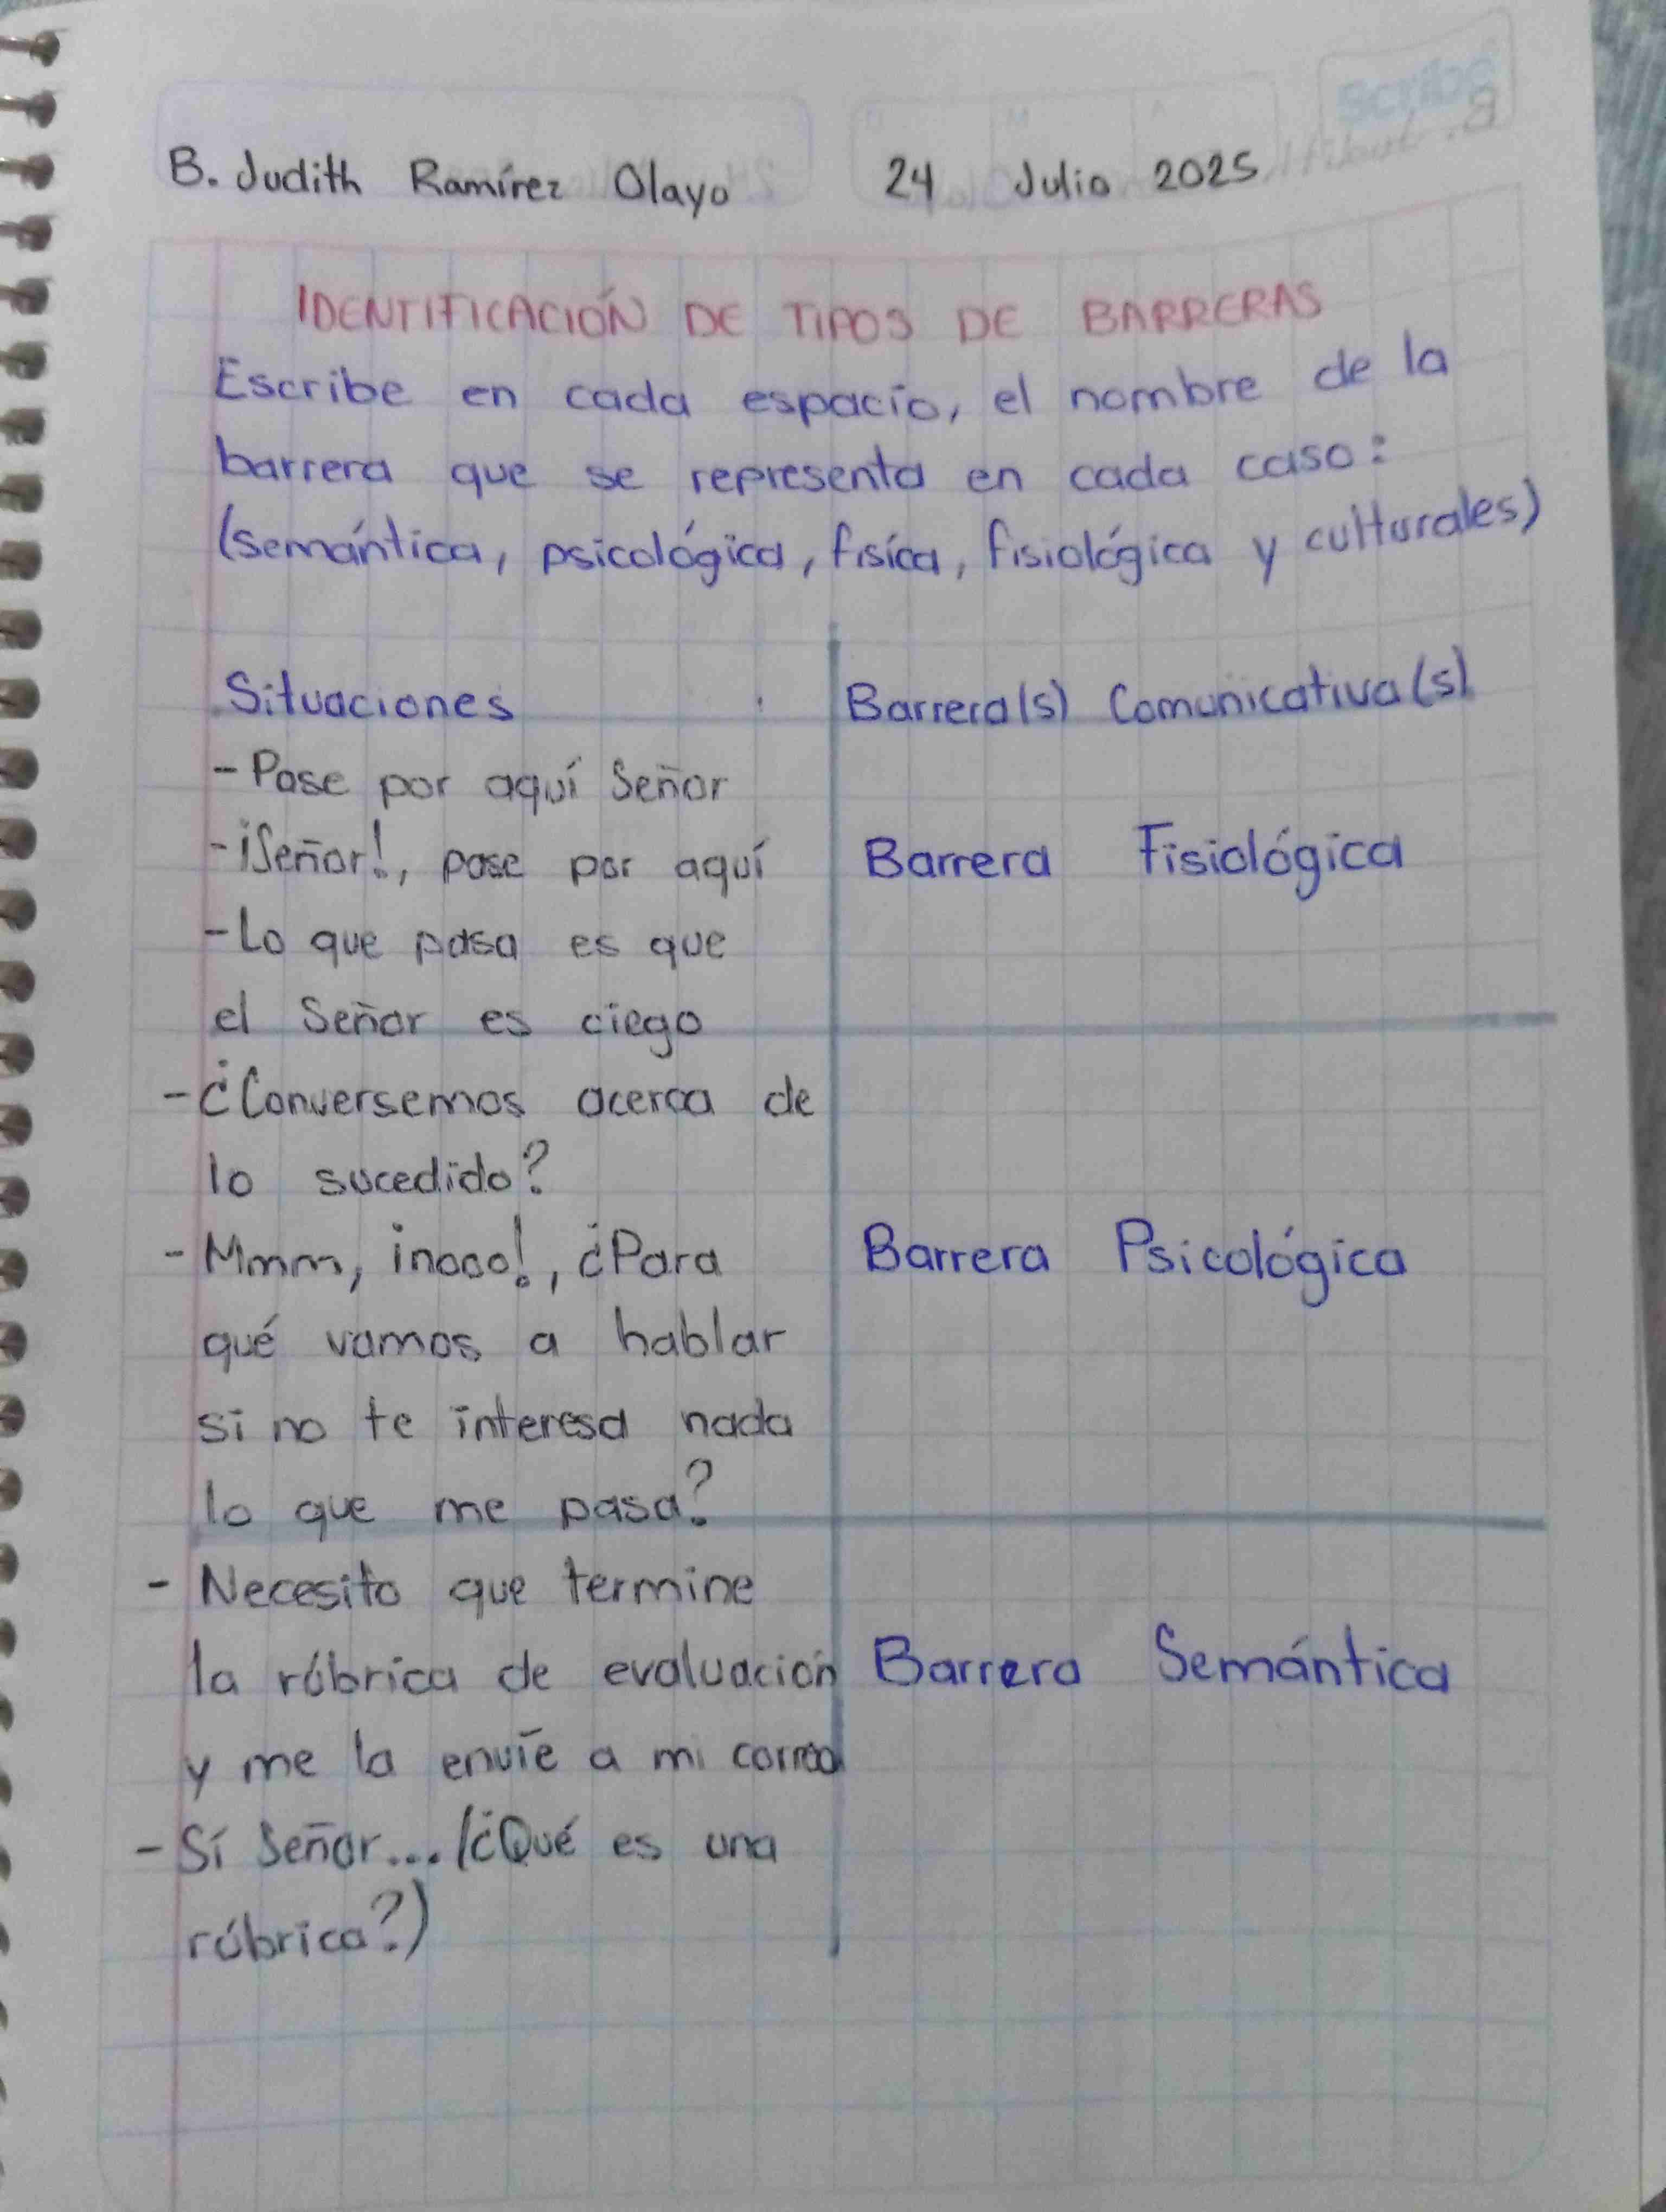 Scribe
B. Judith Ramírez Olayo 24 Julio 2025
IDENTIFICACIÓN DE TIPOS DE BARRERAS
Escribe en cada espacio, el nombre de la
barrera que se representa en cada caso:
(semántica, psicológica, física, fisiológica y culturales)
Situaciones Barrera(s) Comunicativa(s)
- Pase por aquí Señor
- ¡Señor!, pase por aquí Barrera Fisiológica
- Lo que pasa es que
el Señor es ciego
- ¿Conversemos acerca de
lo sucedido?
- Mmm, ¡nooo!, ¿Para Barrera Psicológica
qué vamos a hablar
si no te interesa nada
lo que me pasa?
- Necesito que termine
la rúbrica de evaluación Barrera Semántica
y me la envíe a mi correo
- Sí Señor... (¿Qué es una
rúbrica?)